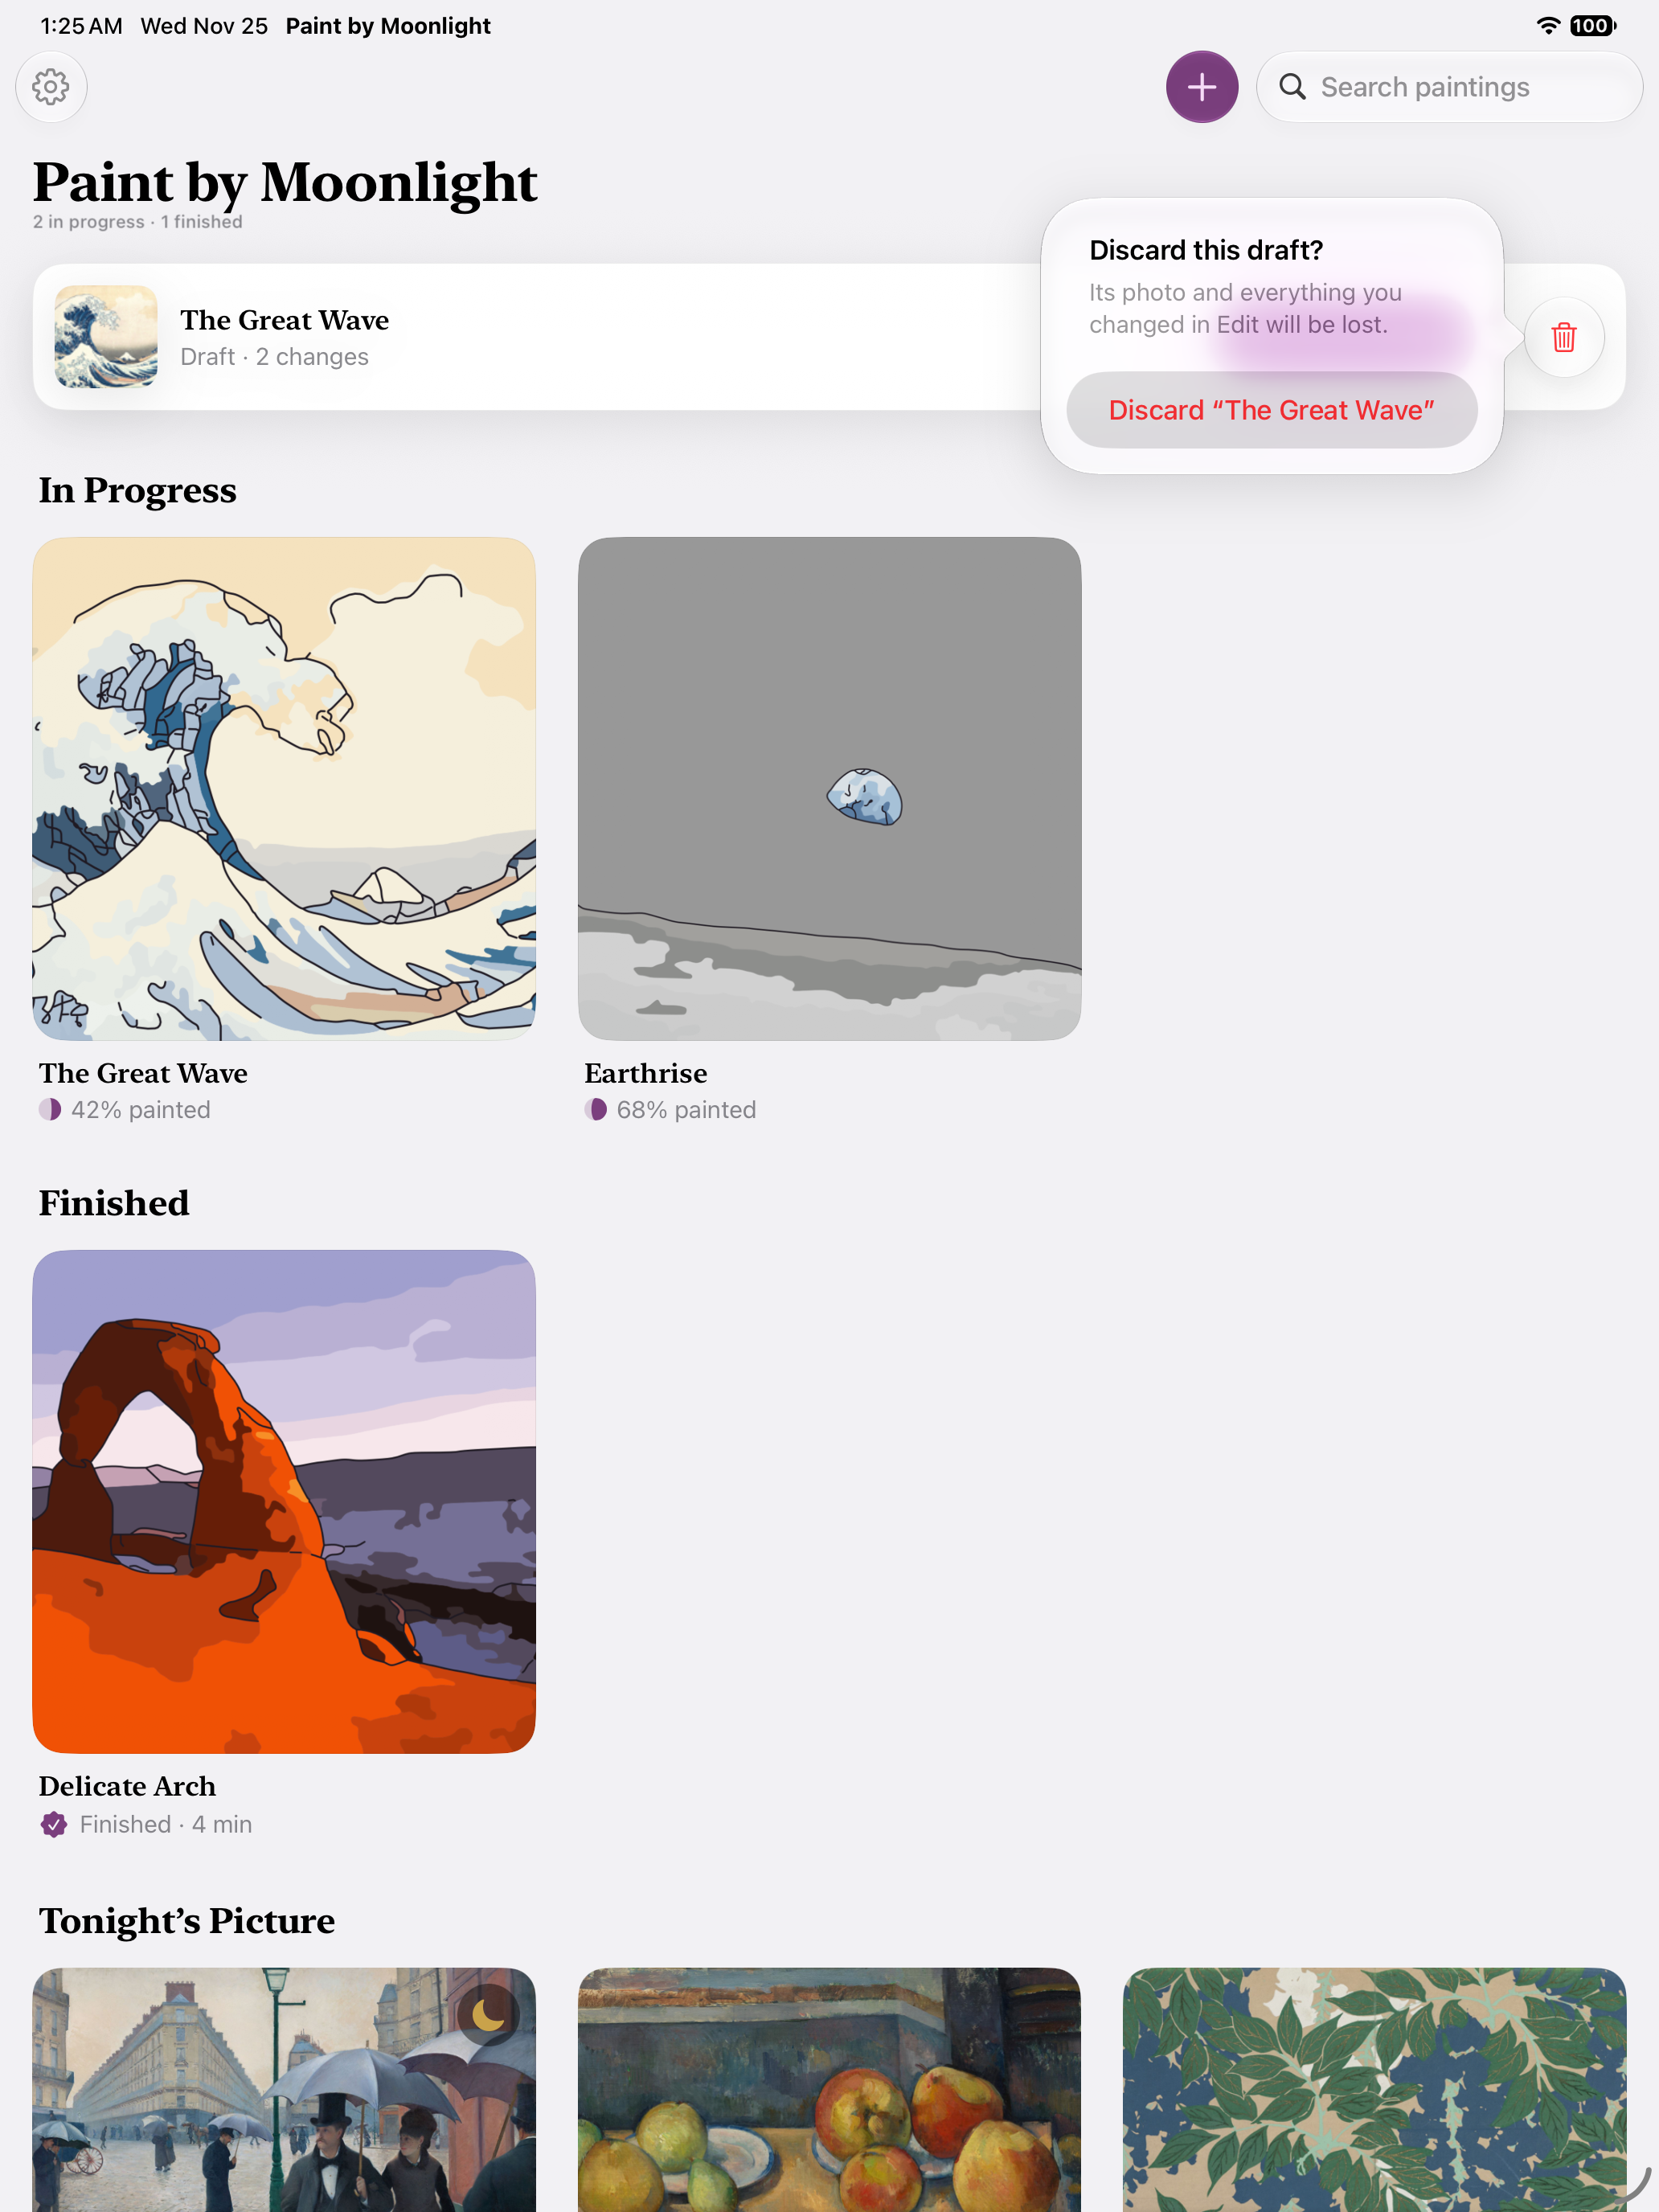 1:25 AM Wed Nov 25 Paint by Moonlight
100
Search paintings
Paint by Moonlight
2 in progress · 1 finished
The Great Wave
Draft · 2 changes
Discard this draft?
Its photo and everything you
changed in Edit will be lost.
Discard “The Great Wave”
In Progress
The Great Wave
42% painted
Earthrise
68% painted
Finished
Delicate Arch
Finished · 4 min
Tonight’s Picture